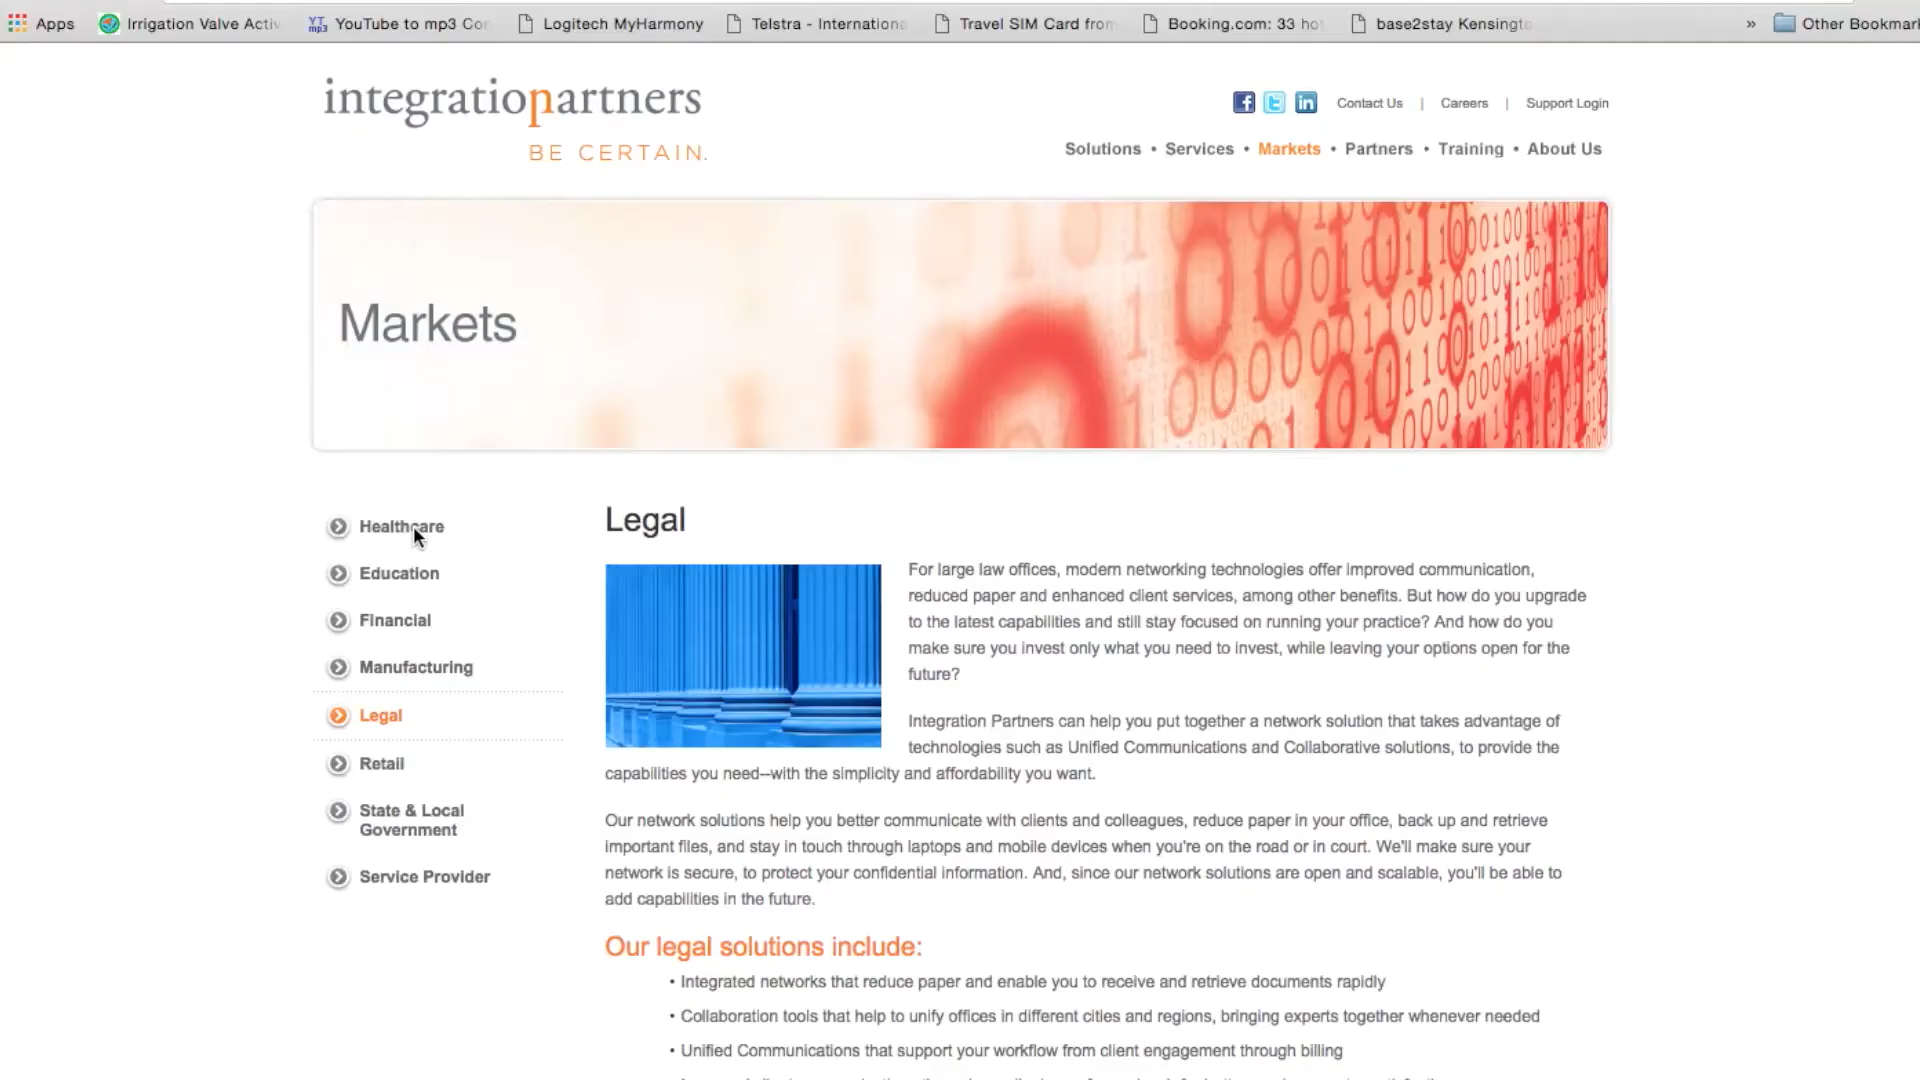 Apps Irrigation Valve Activ YouTube to mp3 Con Logitech MyHarmony Telstra - Internationa Travel SIM Card from Booking.com: 33 hot base2stay Kensingto » Other Bookmark
integrationpartners
BE CERTAIN.
Contact Us | Careers | Support Login
Solutions • Services • Markets • Partners • Training • About Us
Markets
Healthcare
Education
Financial
Manufacturing
Legal
Retail
State & Local
Government
Service Provider
Legal
For large law offices, modern networking technologies offer improved communication,
reduced paper and enhanced client services, among other benefits. But how do you upgrade
to the latest capabilities and still stay focused on running your practice? And how do you
make sure you invest only what you need to invest, while leaving your options open for the
future?
Integration Partners can help you put together a network solution that takes advantage of
technologies such as Unified Communications and Collaborative solutions, to provide the
capabilities you need--with the simplicity and affordability you want.
Our network solutions help you better communicate with clients and colleagues, reduce paper in your office, back up and retrieve
important files, and stay in touch through laptops and mobile devices when you're on the road or in court. We'll make sure your
network is secure, to protect your confidential information. And, since our network solutions are open and scalable, you'll be able to
add capabilities in the future.
Our legal solutions include:
• Integrated networks that reduce paper and enable you to receive and retrieve documents rapidly
• Collaboration tools that help to unify offices in different cities and regions, bringing experts together whenever needed
• Unified Communications that support your workflow from client engagement through billing